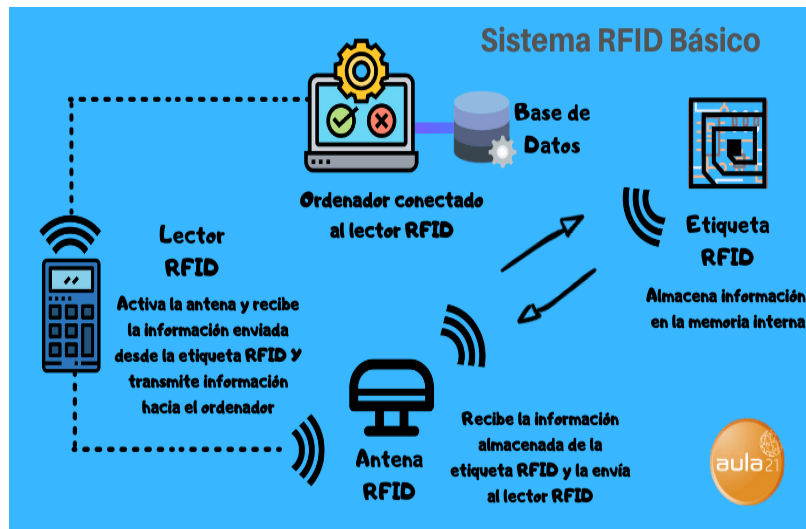 Sistema RFID Básico
Base de
Datos
Ordenador conectado
al lector RFID
Lector
RFID
Activa la antena y recibe
la información enviada
desde la etiqueta RFID Y
transmite información
hacia el ordenador
Etiqueta
RFID
Almacena información
en la memoria interna
Antena
RFID
Recibe la información
almacenada de la
etiqueta RFID y la envía
al lector RFID
aula21